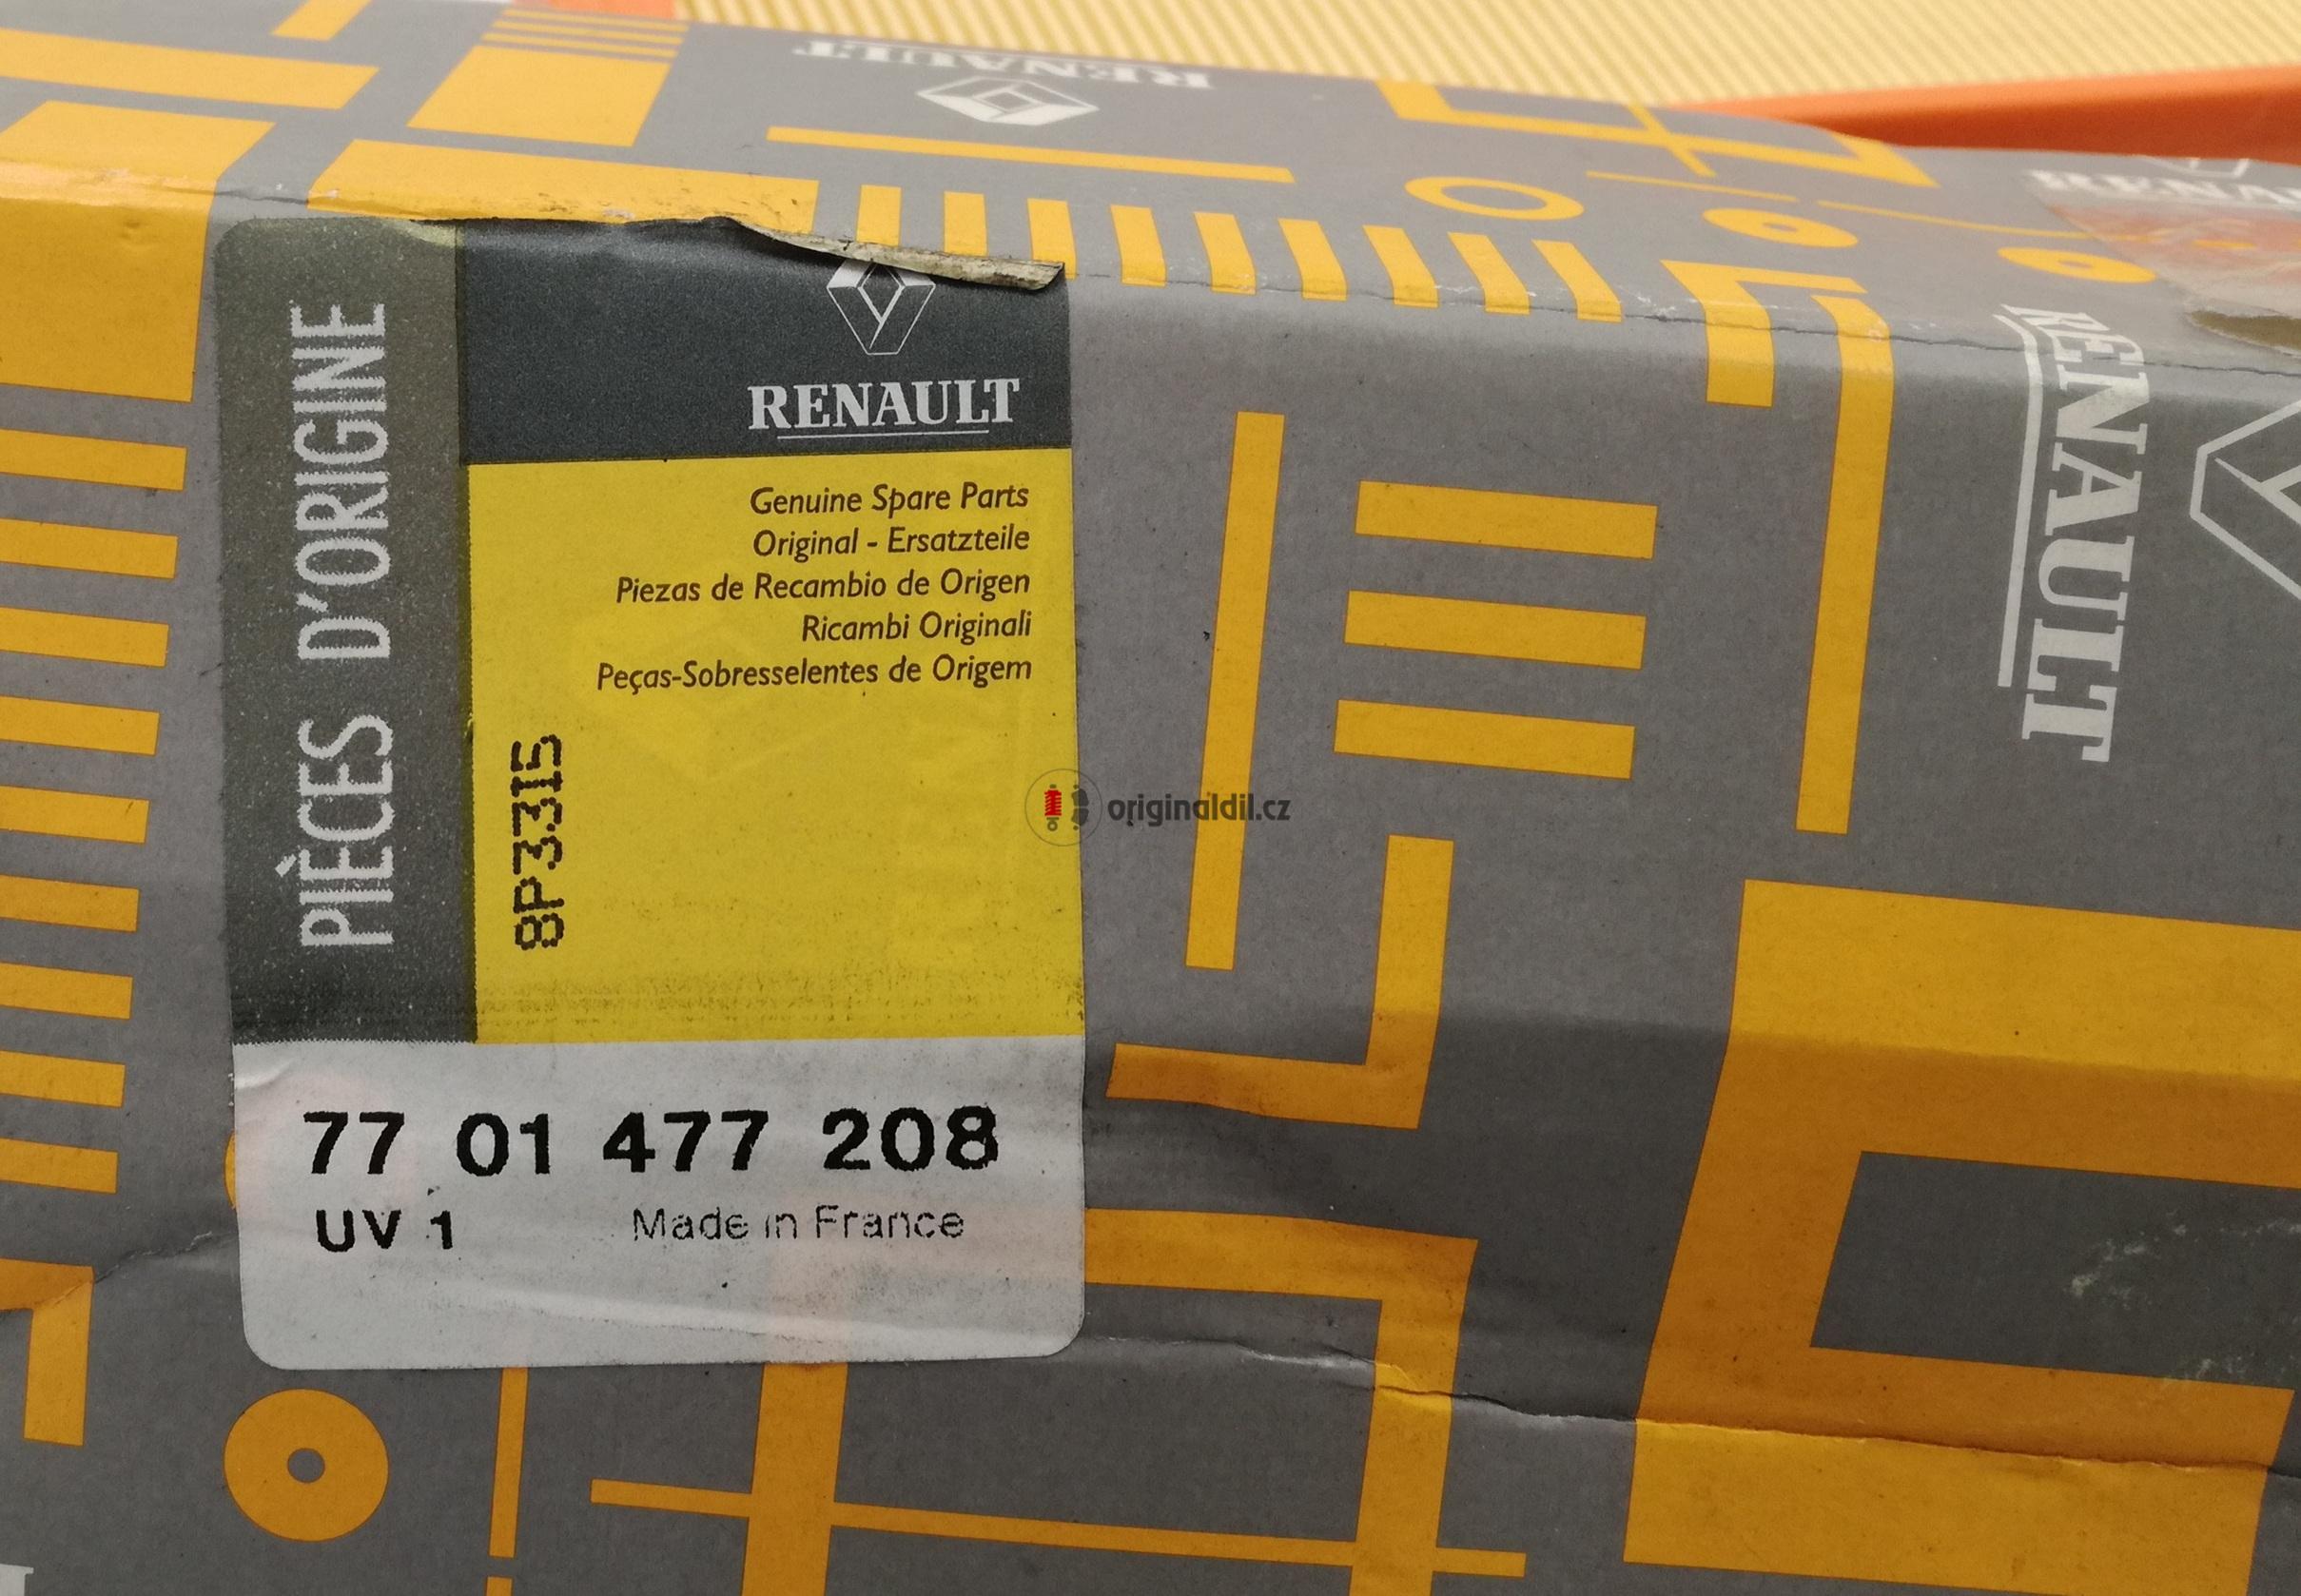 RENAULT
RENAULT
PIÈCES D'ORIGINE
RENAULT
Genuine Spare Parts
Original - Ersatzteile
Piezas de Recambio de Origen
Ricambi Originali
Peças-Sobresselentes de Origem
8P3315
originaldil.cz
77 01 477 208
UV 1 Made in France